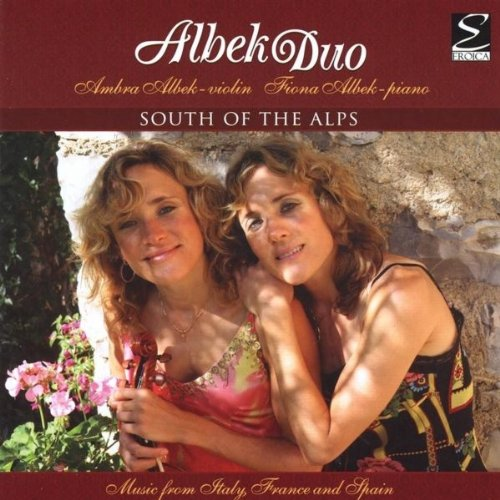 Albek Duo
Ambra Albek-violin Fiona Albek-piano
SOUTH OF THE ALPS
EROICA
Music from Italy, France and Spain